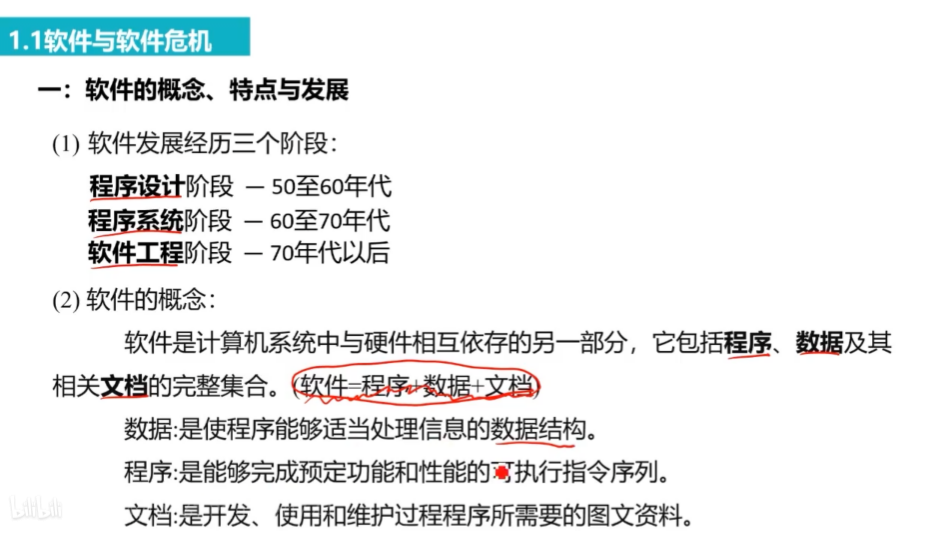 1.1软件与软件危机
一：软件的概念、特点与发展
(1) 软件发展经历三个阶段：
程序设计阶段 — 50至60年代
程序系统阶段 — 60至70年代
软件工程阶段 — 70年代以后
(2) 软件的概念：
软件是计算机系统中与硬件相互依存的另一部分，它包括程序、数据及其
相关文档的完整集合。(软件=程序+数据+文档)
数据:是使程序能够适当处理信息的数据结构。
程序:是能够完成预定功能和性能的可执行指令序列。
文档:是开发、使用和维护过程程序所需要的图文资料。
bilibili